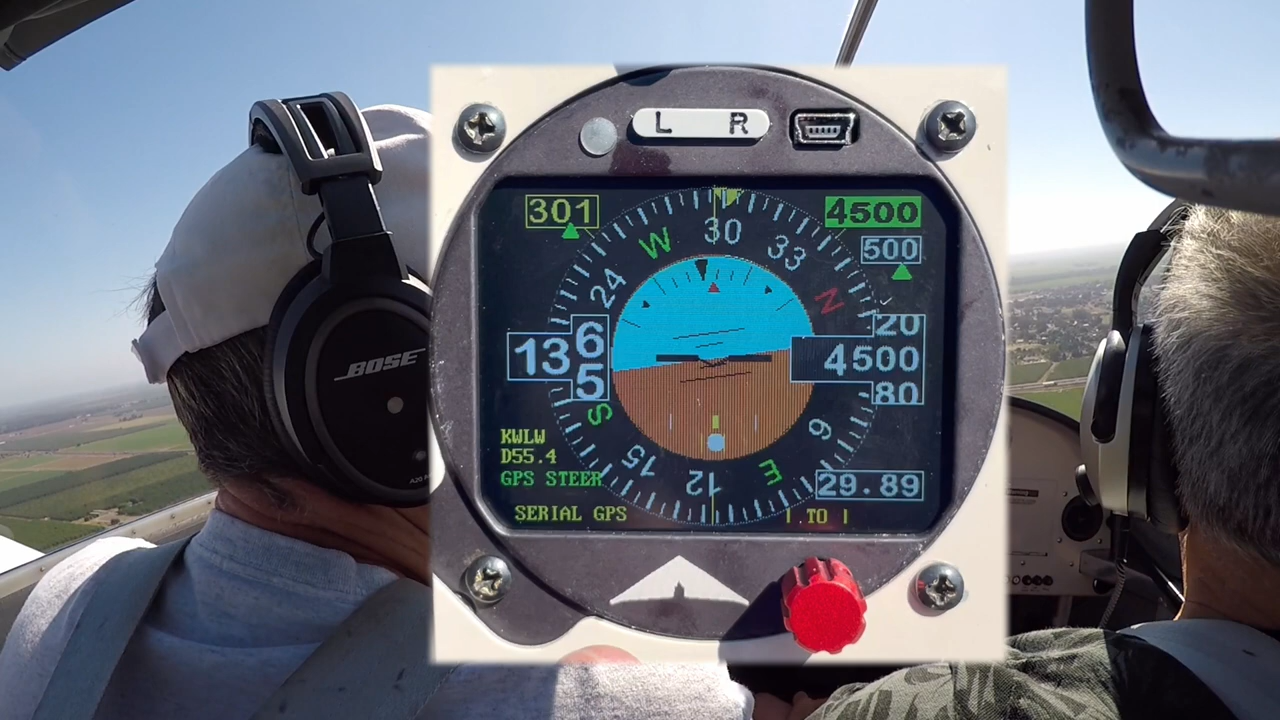 BOSE
L R
301
4500
500
W
30
33
24
N
20
13
6
5
4500
80
S
6
KWLW
D55.4
GPS STEER
15
12
E
29.89
SERIAL GPS
TO